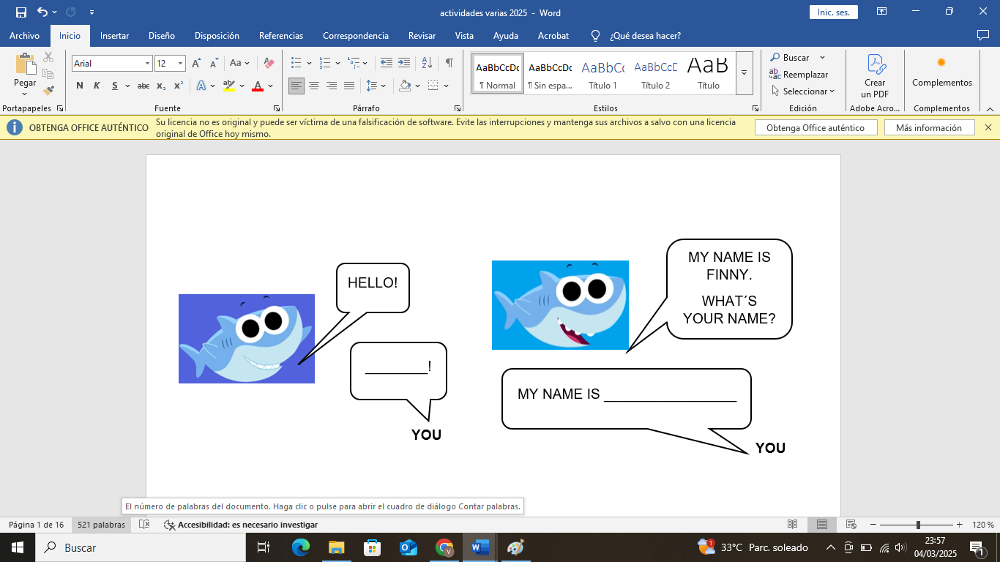 actividades varias 2025 - Word
Inic. ses.
Archivo Inicio Insertar Diseño Disposición Referencias Correspondencia Revisar Vista Ayuda Acrobat ¿Qué desea hacer?
Pegar
Portapapeles
Arial 12
Aa
N K S abc x₂ x²
Fuente
Párrafo
AaBbCcDc AaBbCcDc AaBbCc AaBbCcD AaB
¶ Normal ¶ Sin espa... Título 1 Título 2 Título
Estilos
Buscar
Reemplazar
Seleccionar
Edición
Crear
un PDF
Adobe Acro...
Complementos
Complementos
OBTENGA OFFICE AUTÉNTICO
Su licencia no es original y puede ser víctima de una falsificación de software. Evite las interrupciones y mantenga sus archivos a salvo con una licencia
original de Office hoy mismo.
Obtenga Office auténtico
Más información
HELLO!
________!
YOU
MY NAME IS
FINNY.
WHAT´S
YOUR NAME?
MY NAME IS _________________
YOU
El número de palabras del documento. Haga clic o pulse para abrir el cuadro de diálogo Contar palabras.
Página 1 de 16 521 palabras Accesibilidad: es necesario investigar 120 %
Buscar
33°C Parc. soleado
23:57
04/03/2025